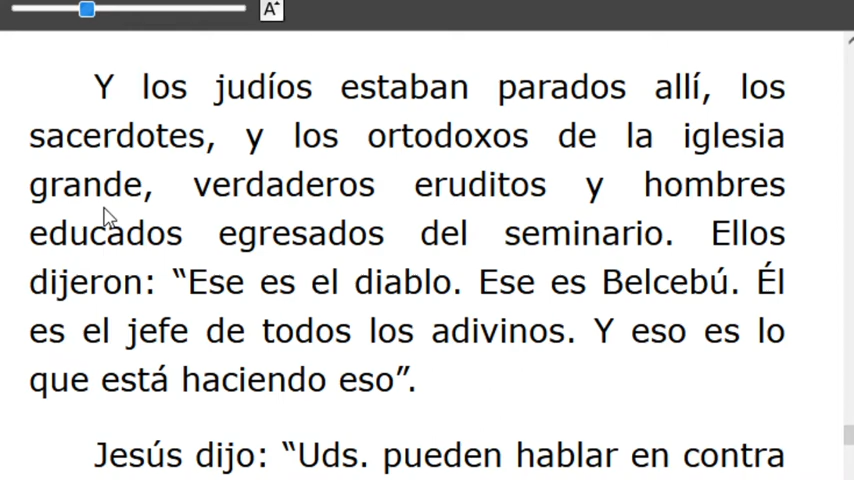 A
Y los judíos estaban parados allí, los
sacerdotes, y los ortodoxos de la iglesia
grande, verdaderos eruditos y hombres
educados egresados del seminario. Ellos
dijeron: “Ese es el diablo. Ese es Belcebú. Él
es el jefe de todos los adivinos. Y eso es lo
que está haciendo eso”.
Jesús dijo: “Uds. pueden hablar en contra